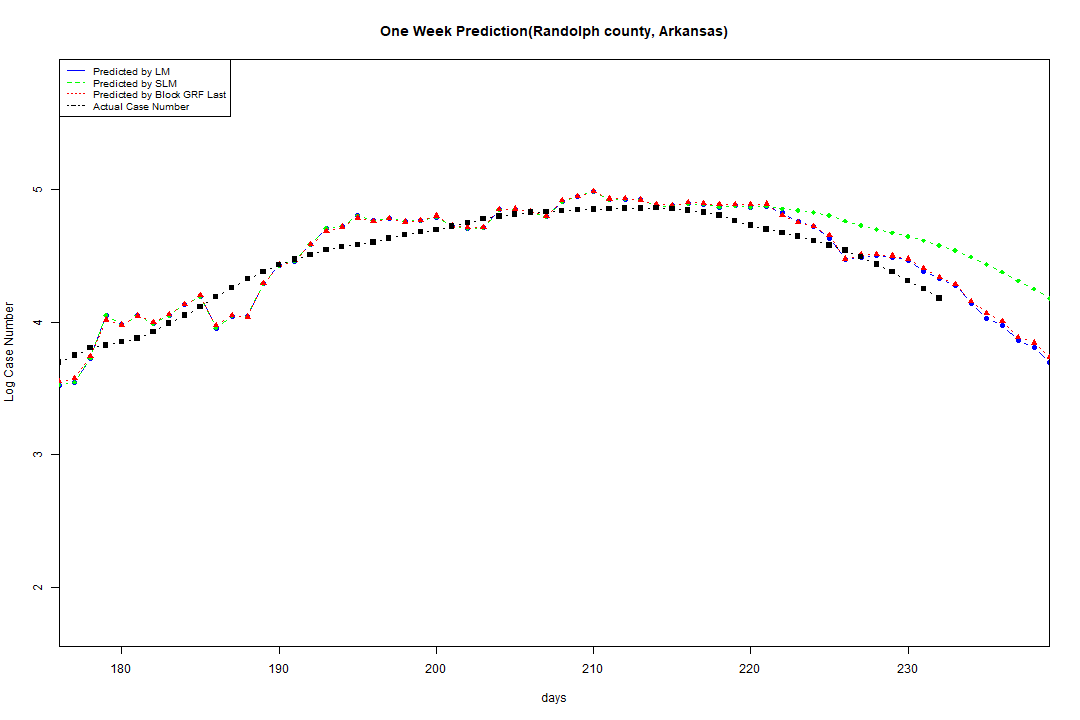 One Week Prediction(Randolph county, Arkansas)
Predicted by LM
Predicted by SLM
Predicted by Block GRF Last
Actual Case Number
5
4
3
2
Log Case Number
180 190 200 210 220 230
days